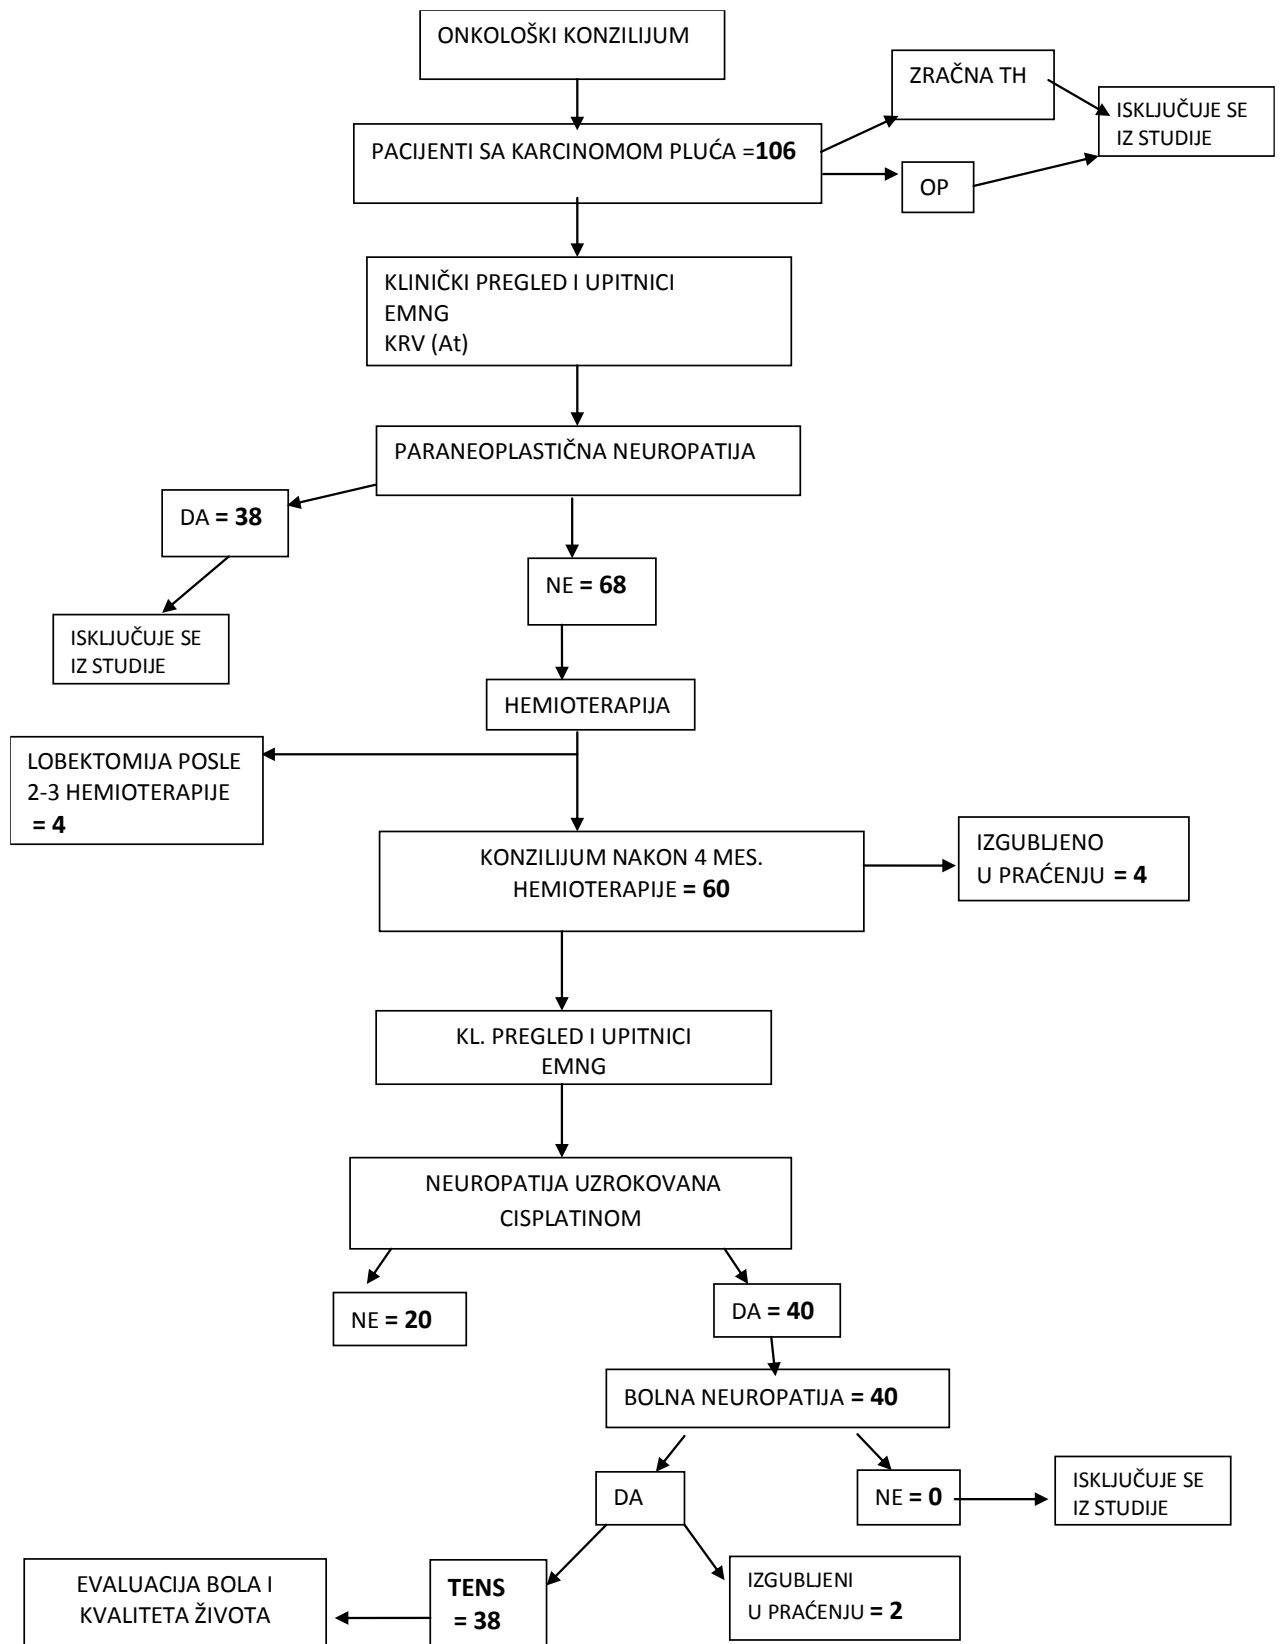 ONKOLOŠKI KONZILIJUM
ZRAČNA TH
ISKLJUČUJE SE
IZ STUDIJE
PACIJENTI SA KARCINOMOM PLUĆA =106
OP
KLINIČKI PREGLED I UPITNICI
EMNG
KRV (At)
PARANEOPLASTIČNA NEUROPATIJA
DA = 38
NE = 68
ISKLJUČUJE SE
IZ STUDIJE
HEMIOTERAPIJA
LOBEKTOMIJA POSLE
2-3 HEMIOTERAPIJE
= 4
KONZILIJUM NAKON 4 MES.
HEMIOTERAPIJE = 60
IZGUBLJENO
U PRAĆENJU = 4
KL. PREGLED I UPITNICI
EMNG
NEUROPATIJA UZROKOVANA
CISPLATINOM
NE = 20
DA = 40
BOLNA NEUROPATIJA = 40
DA
NE = 0
ISKLJUČUJE SE
IZ STUDIJE
EVALUACIJA BOLA I
KVALITETA ŽIVOTA
TENS
= 38
IZGUBLJENI
U PRAĆENJU = 2